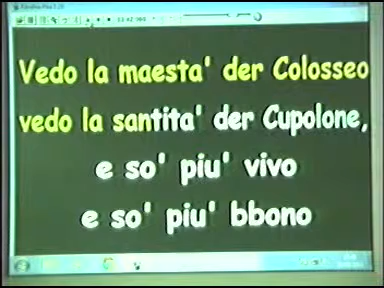 Vedo la maesta' der Colosseo
vedo la santita' der Cupolone,
e so' piu' vivo
e so' piu' bbono